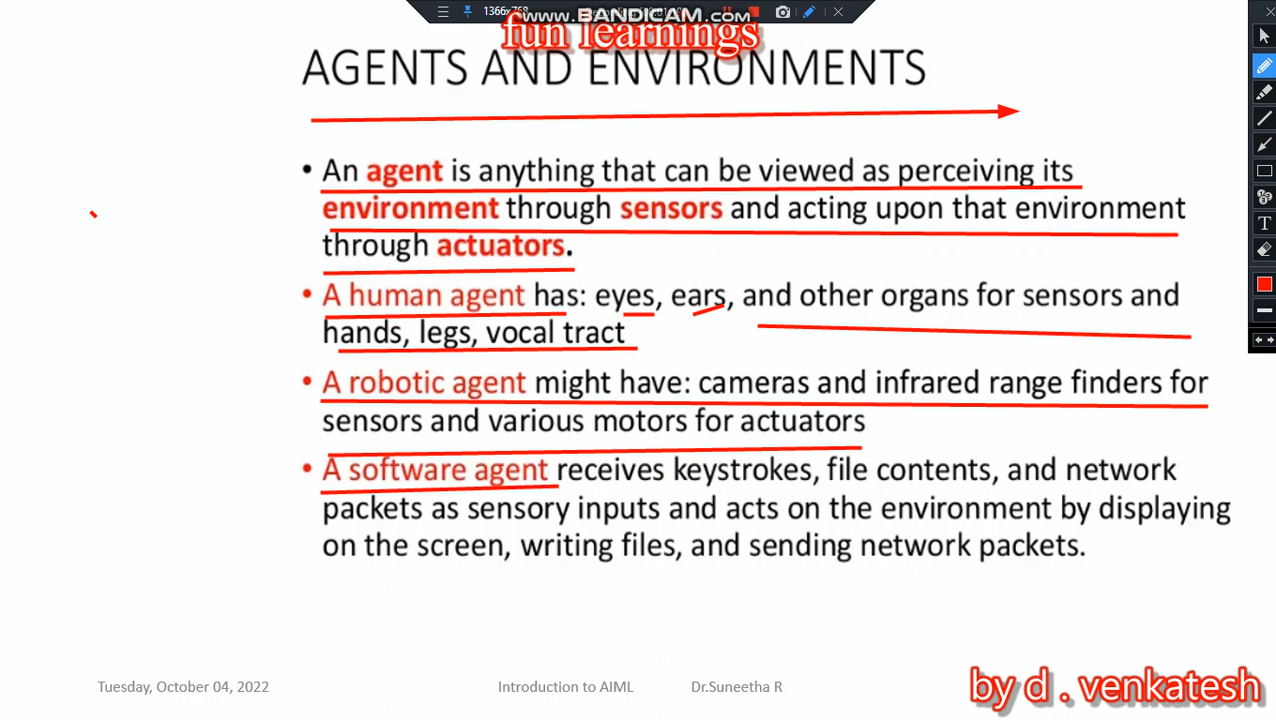 1366x768
www.BANDICAM.com
fun learnings
AGENTS AND ENVIRONMENTS
• An agent is anything that can be viewed as perceiving its
environment through sensors and acting upon that environment
through actuators.
• A human agent has: eyes, ears, and other organs for sensors and
hands, legs, vocal tract
• A robotic agent might have: cameras and infrared range finders for
sensors and various motors for actuators
• A software agent receives keystrokes, file contents, and network
packets as sensory inputs and acts on the environment by displaying
on the screen, writing files, and sending network packets.
Tuesday, October 04, 2022 Introduction to AIML Dr.Suneetha R
by d . venkatesh